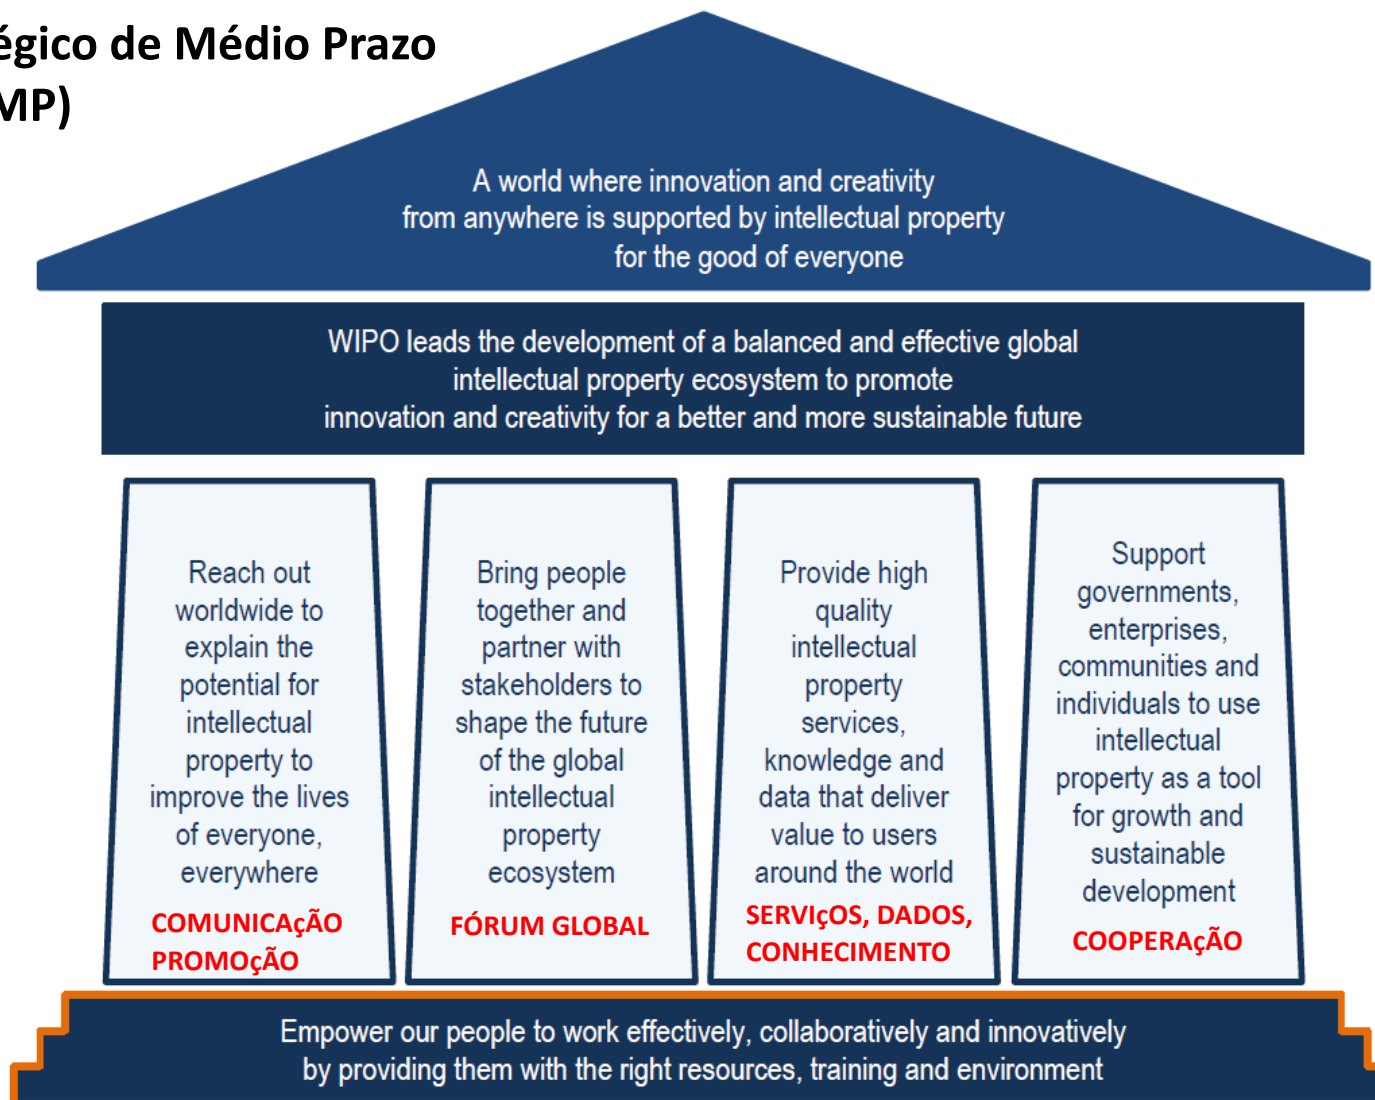 égico de Médio Prazo
MP)
A world where innovation and creativity
from anywhere is supported by intellectual property
for the good of everyone
WIPO leads the development of a balanced and effective global
intellectual property ecosystem to promote
innovation and creativity for a better and more sustainable future
Reach out
worldwide to
explain the
potential for
intellectual
property to
improve the lives
of everyone,
everywhere
COMUNICAçÃO
PROMOçÃO
Bring people
together and
partner with
stakeholders to
shape the future
of the global
intellectual
property
ecosystem
FÓRUM GLOBAL
Provide high
quality
intellectual
property
services,
knowledge and
data that deliver
value to users
around the world
SERVIçOS, DADOS,
CONHECIMENTO
Support
governments,
enterprises,
communities and
individuals to use
intellectual
property as a tool
for growth and
sustainable
development
COOPERAçÃO
Empower our people to work effectively, collaboratively and innovatively
by providing them with the right resources, training and environment